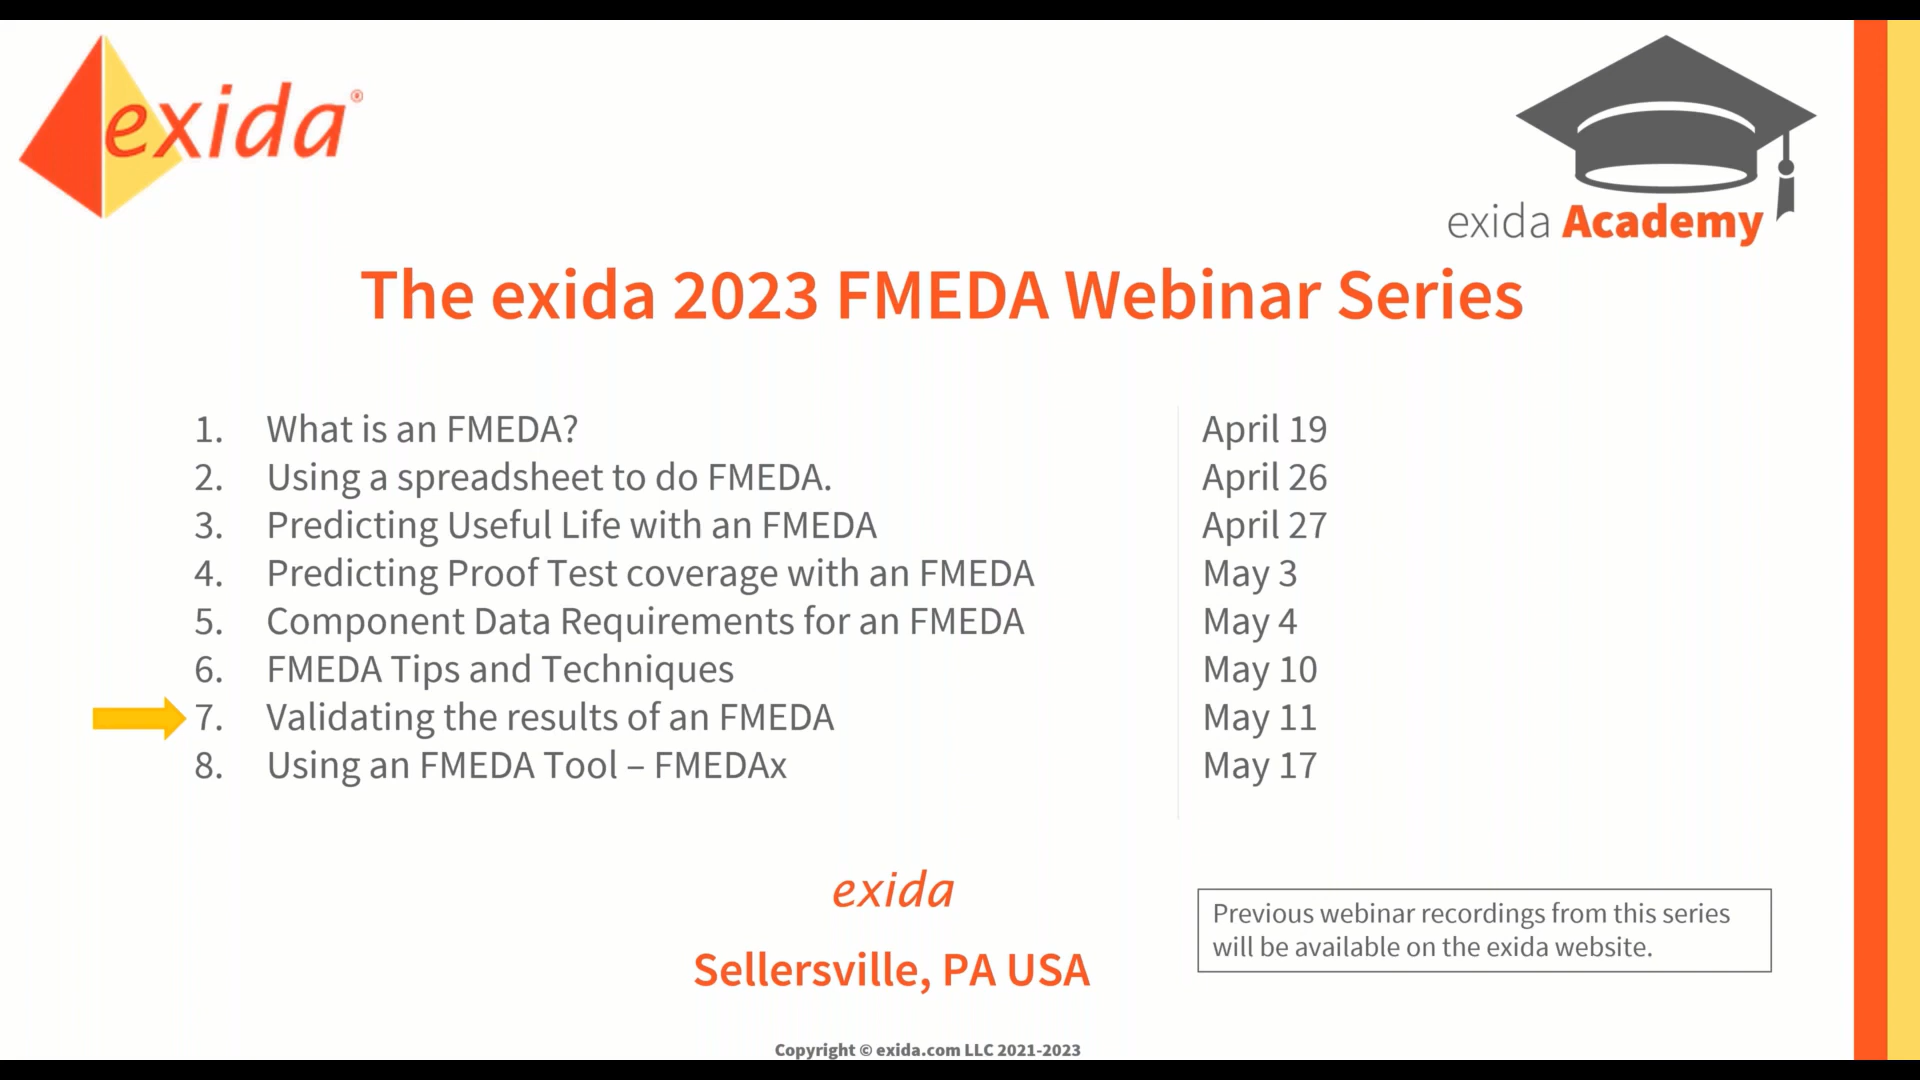 exida®
exida Academy
The exida 2023 FMEDA Webinar Series
1. What is an FMEDA? April 19
2. Using a spreadsheet to do FMEDA. April 26
3. Predicting Useful Life with an FMEDA April 27
4. Predicting Proof Test coverage with an FMEDA May 3
5. Component Data Requirements for an FMEDA May 4
6. FMEDA Tips and Techniques May 10
7. Validating the results of an FMEDA May 11
8. Using an FMEDA Tool – FMEDAx May 17
exida
Sellersville, PA USA
Previous webinar recordings from this series
will be available on the exida website.
Copyright © exida.com LLC 2021-2023